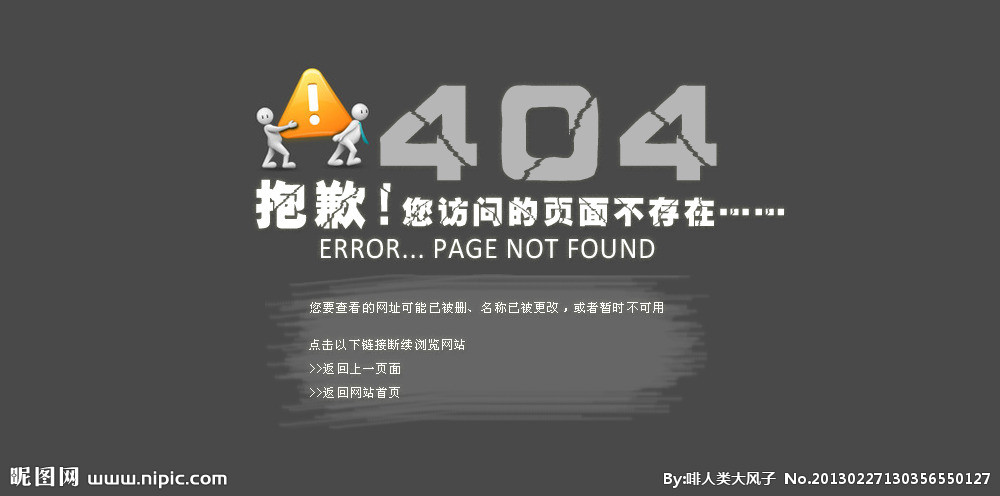 404
抱歉!您访问的页面不存在……
ERROR... PAGE NOT FOUND
您要查看的网址可能已被删、名称已被更改，或者暂时不可用
点击以下链接断续浏览网站
>>返回上一页面
>>返回网站首页
昵图网 www.nipic.com
By:啡人类大风子 No.20130227130356550127